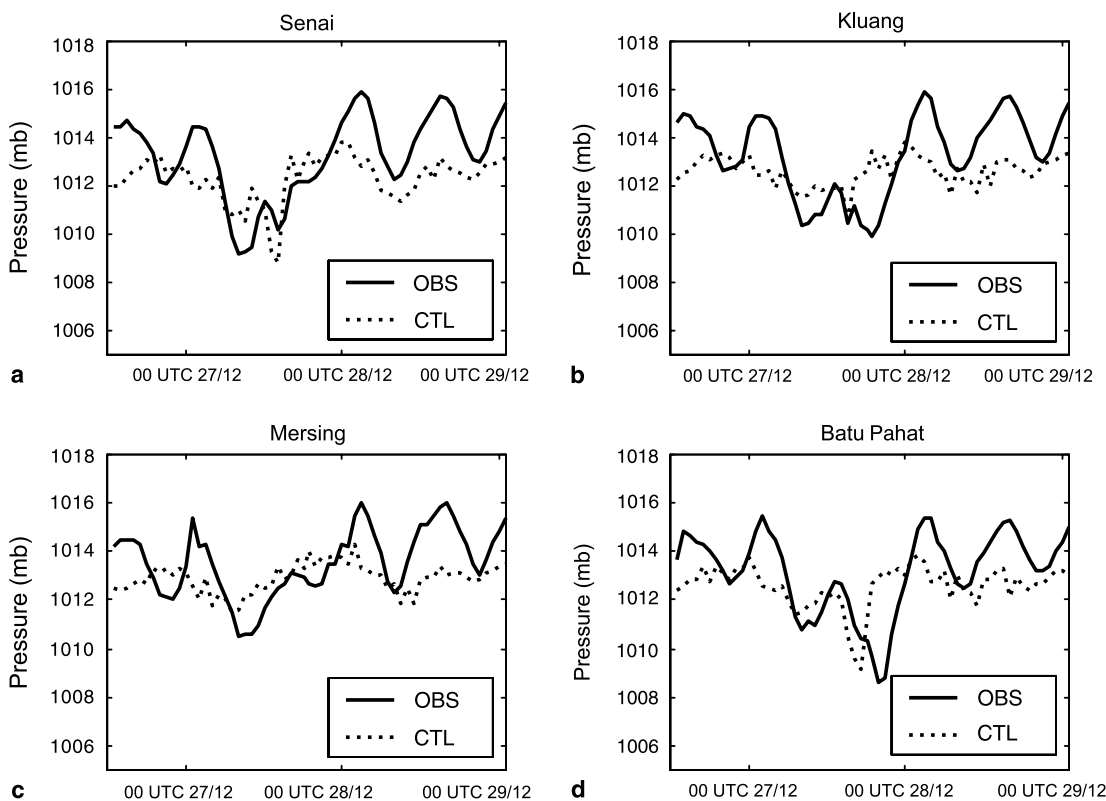 Senai
1018
1016
1014
1012
1010
1008
1006
Pressure (mb)
OBS
CTL
00 UTC 27/12
00 UTC 28/12
00 UTC 29/12
a
Kluang
1018
1016
1014
1012
1010
1008
1006
Pressure (mb)
OBS
CTL
00 UTC 27/12
00 UTC 28/12
00 UTC 29/12
b
Mersing
1018
1016
1014
1012
1010
1008
1006
Pressure (mb)
OBS
CTL
00 UTC 27/12
00 UTC 28/12
00 UTC 29/12
c
Batu Pahat
1018
1016
1014
1012
1010
1008
1006
Pressure (mb)
OBS
CTL
00 UTC 27/12
00 UTC 28/12
00 UTC 29/12
d